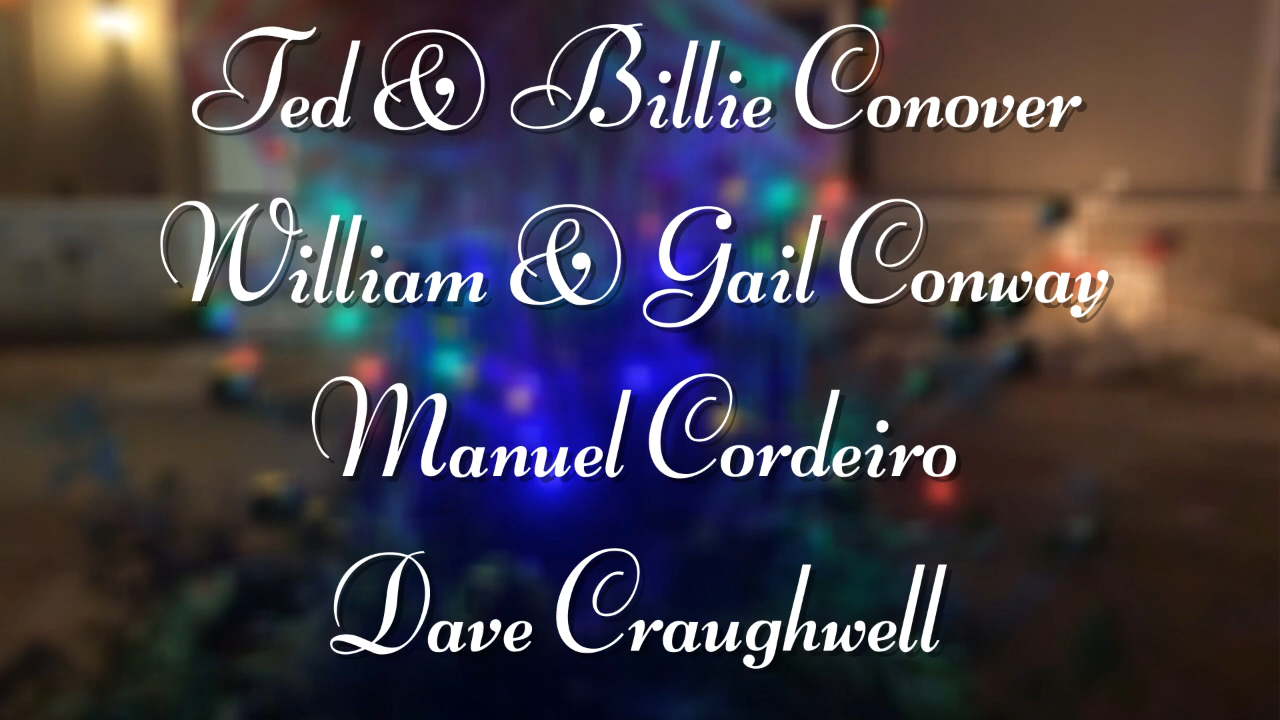 Ted & Billie Conover
William & Gail Conway
Manuel Cordeiro
Dave Craughwell